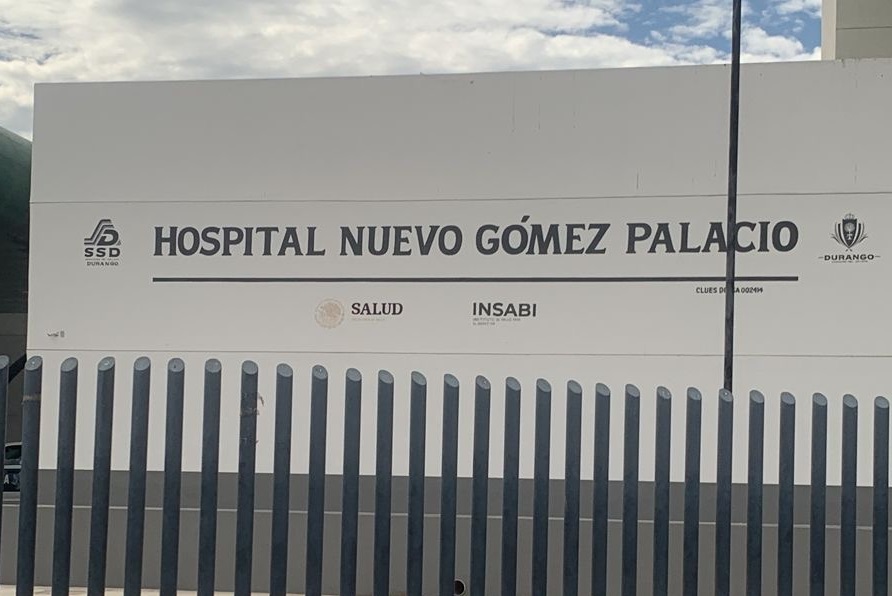 SSD
DURANGO
HOSPITAL NUEVO GÓMEZ PALACIO
DURANGO
SALUD
INSABI